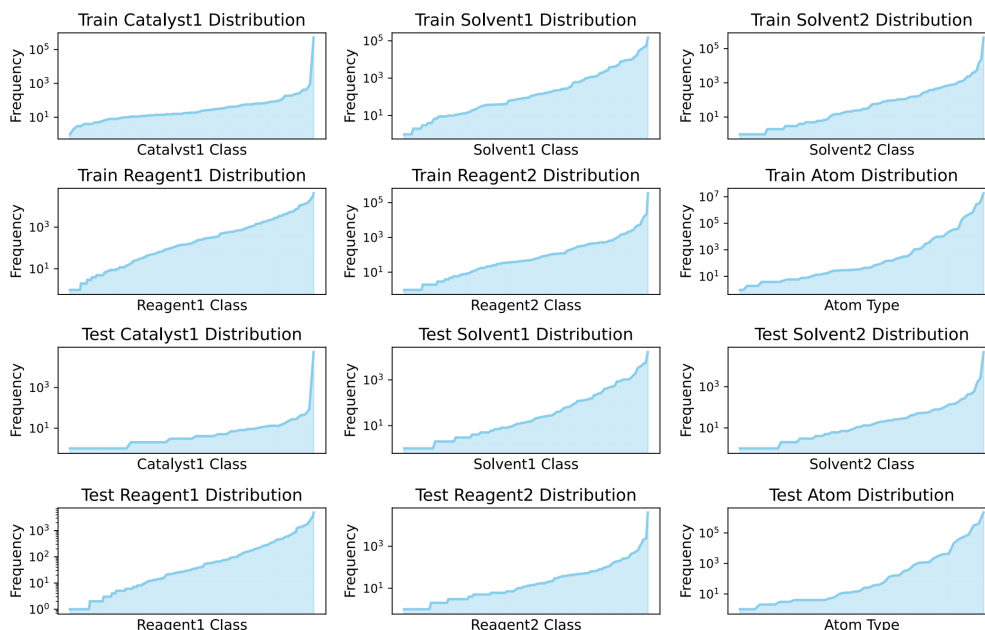 Train Catalyst1 Distribution
Frequency
10^5
10^3
10^1
Catalyst1 Class
Train Solvent1 Distribution
Frequency
10^5
10^3
10^1
Solvent1 Class
Train Solvent2 Distribution
Frequency
10^5
10^3
10^1
Solvent2 Class
Train Reagent1 Distribution
Frequency
10^3
10^1
Reagent1 Class
Train Reagent2 Distribution
Frequency
10^5
10^3
10^1
Reagent2 Class
Train Atom Distribution
Frequency
10^7
10^5
10^3
10^1
Atom Type
Test Catalyst1 Distribution
Frequency
10^3
10^1
Catalyst1 Class
Test Solvent1 Distribution
Frequency
10^3
10^1
Solvent1 Class
Test Solvent2 Distribution
Frequency
10^3
10^1
Solvent2 Class
Test Reagent1 Distribution
Frequency
10^3
10^2
10^1
10^0
Reagent1 Class
Test Reagent2 Distribution
Frequency
10^3
10^1
Reagent2 Class
Test Atom Distribution
Frequency
10^5
10^3
10^1
Atom Type